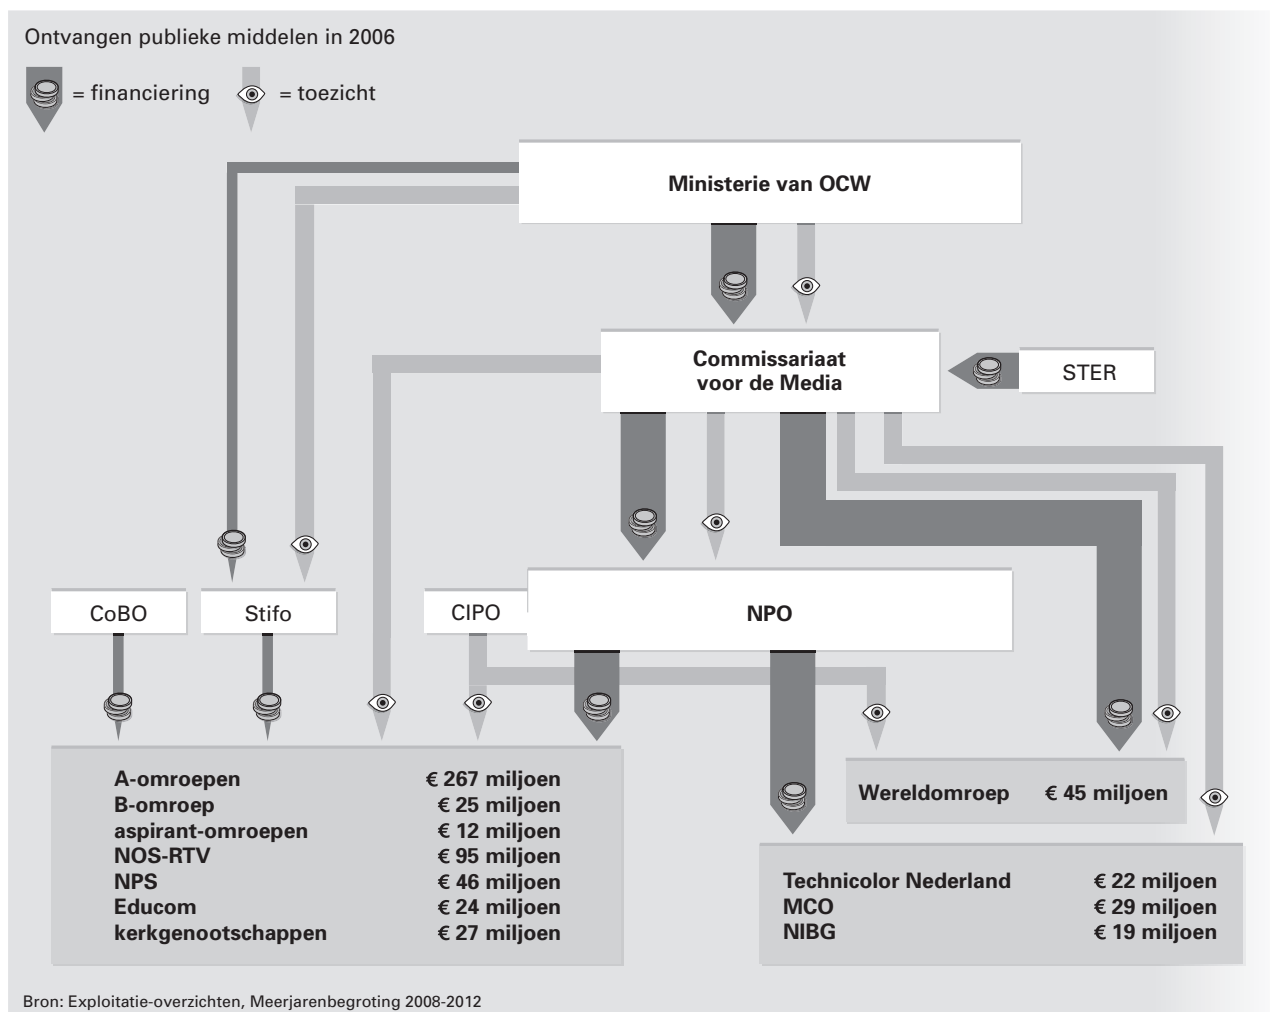 Ontvangen publieke middelen in 2006
= financiering
= toezicht
Ministerie van OCW
Commissariaat
voor de Media
STER
CoBO
Stifo
CIPO
NPO
A-omroepen € 267 miljoen
B-omroep € 25 miljoen
aspirant-omroepen € 12 miljoen
NOS-RTV € 95 miljoen
NPS € 46 miljoen
Educom € 24 miljoen
kerkgenootschappen € 27 miljoen
Wereldomroep € 45 miljoen
Technicolor Nederland € 22 miljoen
MCO € 29 miljoen
NIBG € 19 miljoen
Bron: Exploitatie-overzichten, Meerjarenbegroting 2008-2012